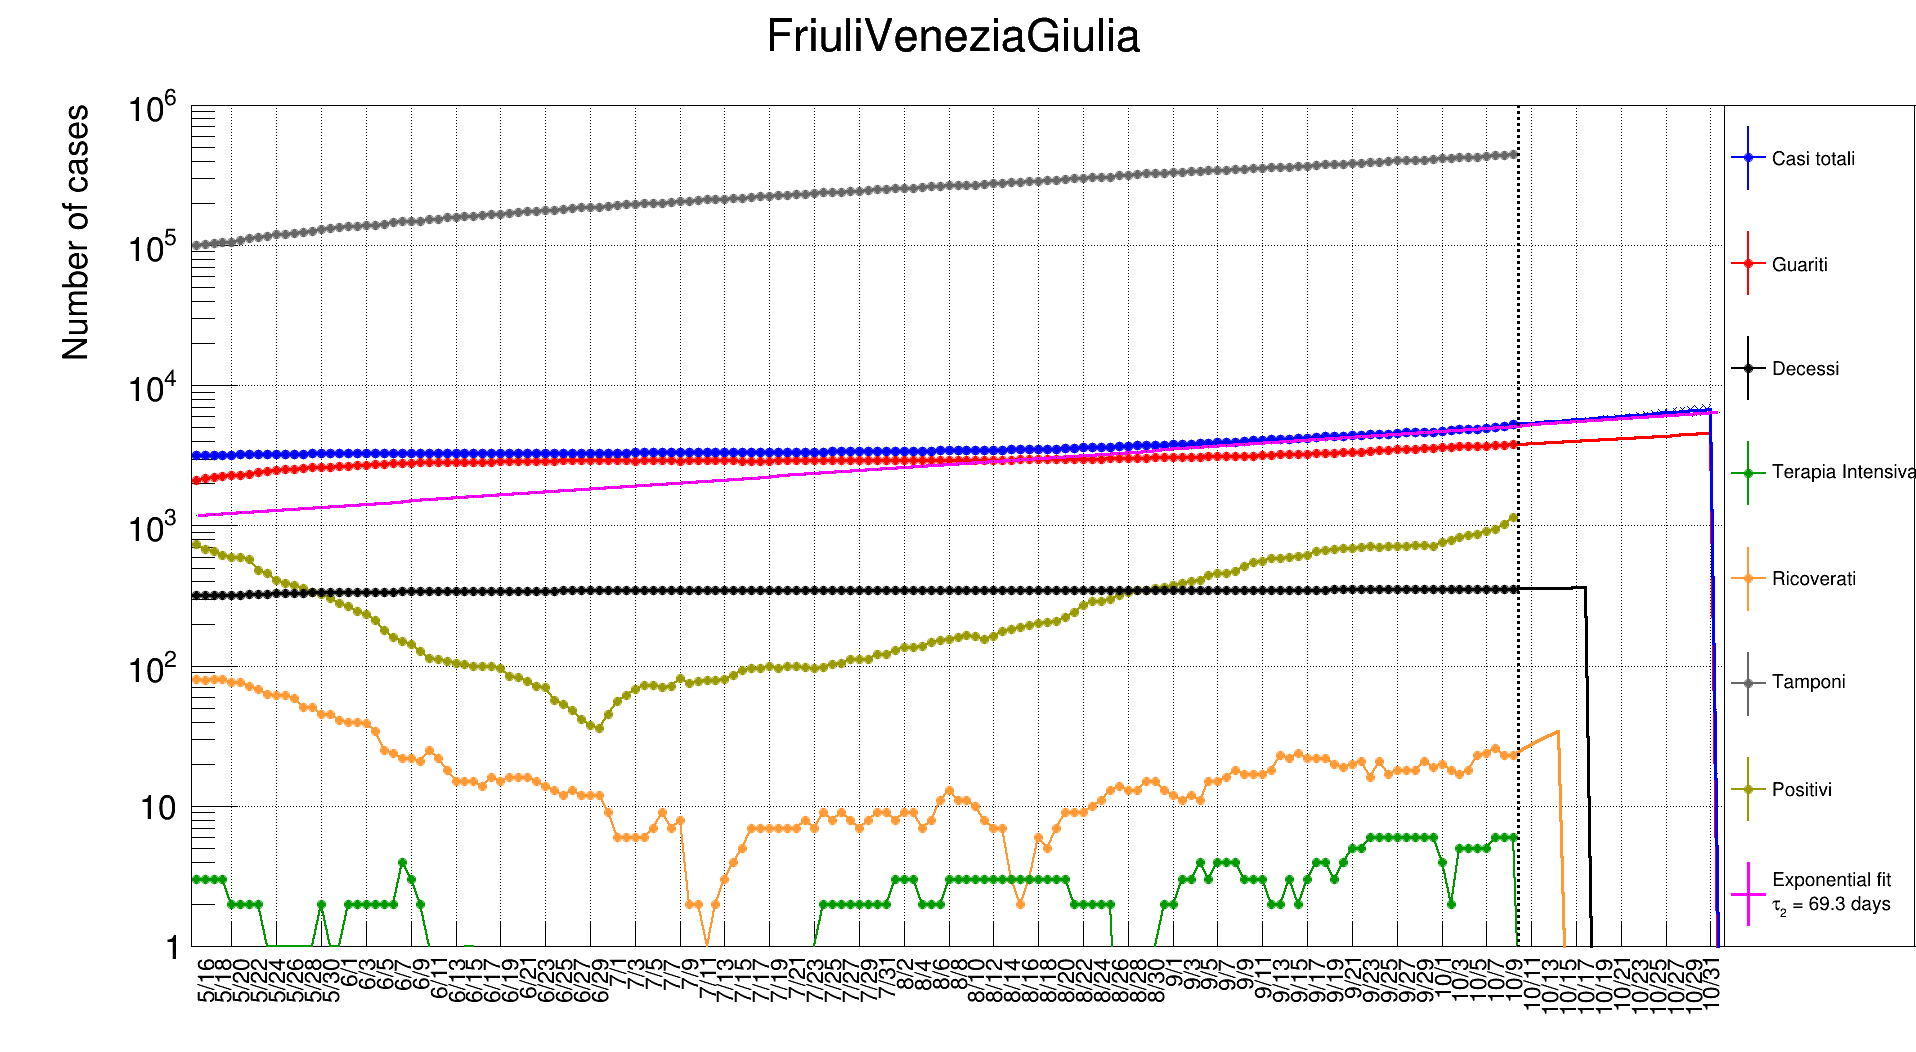 FriuliVeneziaGiulia
Number of cases
10^6
10^5
10^4
10^3
10^2
10
1
5/16 5/18 5/20 5/22 5/24 5/26 5/28 5/30 6/1 6/3 6/5 6/7 6/9 6/11 6/13 6/15 6/17 6/19 6/21 6/23 6/25 6/27 6/29 7/1 7/3 7/5 7/7 7/9 7/11 7/13 7/15 7/17 7/19 7/21 7/23 7/25 7/27 7/29 7/31 8/2 8/4 8/6 8/8 8/10 8/12 8/14 8/16 8/18 8/20 8/22 8/24 8/26 8/28 8/30 9/1 9/3 9/5 9/7 9/9 9/11 9/13 9/15 9/17 9/19 9/21 9/23 9/25 9/27 9/29 10/1 10/3 10/5 10/7 10/9 10/11 10/13 10/15 10/17 10/19 10/21 10/23 10/25 10/27 10/29 10/31
Casi totali
Guariti
Decessi
Terapia Intensiva
Ricoverati
Tamponi
Positivi
Exponential fit
τ2 = 69.3 days